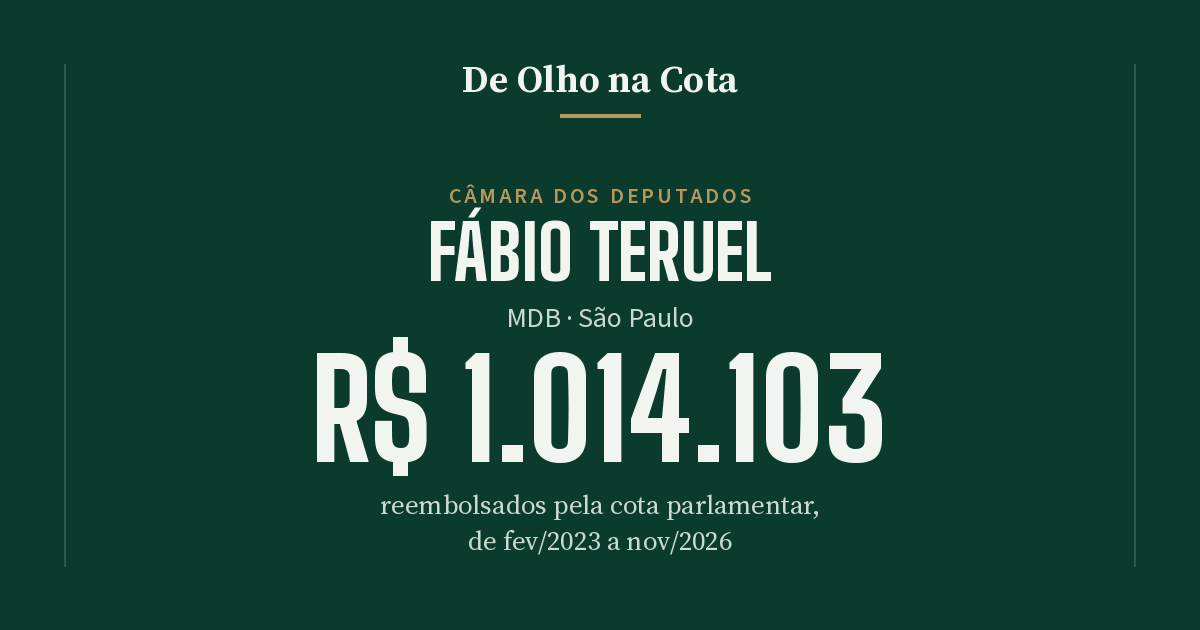 De Olho na Cota
CÂMARA DOS DEPUTADOS
FÁBIO TERUEL
MDB · São Paulo
R$ 1.014.103
reembolsados pela cota parlamentar,
de fev/2023 a nov/2026